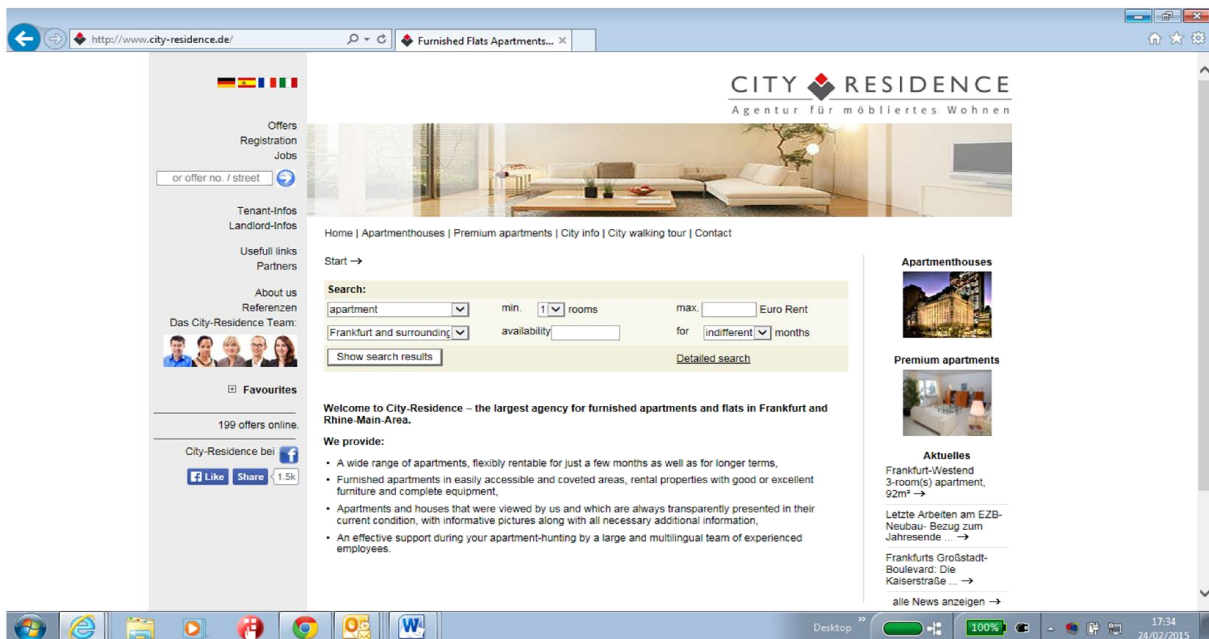 http://www.city-residence.de/
Furnished Flats Apartments...
CITY RESIDENCE
Agentur für möbliertes Wohnen
Offers
Registration
Jobs
or offer no. / street
Tenant-Infos
Landlord-Infos
Usefull links
Partners
About us
Referenzen
Das City-Residence Team:
Favourites
199 offers online.
City-Residence bei
Like Share 1.5k
Home | Apartmenthouses | Premium apartments | City info | City walking tour | Contact
Start →
Search:
apartment min. 1 rooms max. Euro Rent
Frankfurt and surrounding availability for indifferent months
Show search results Detailed search
Welcome to City-Residence – the largest agency for furnished apartments and flats in Frankfurt and
Rhine-Main-Area.
We provide:
• A wide range of apartments, flexibly rentable for just a few months as well as for longer terms,
• Furnished apartments in easily accessible and coveted areas, rental properties with good or excellent
furniture and complete equipment,
• Apartments and houses that were viewed by us and which are always transparently presented in their
current condition, with informative pictures along with all necessary additional information,
• An effective support during your apartment-hunting by a large and multilingual team of experienced
employees.
Apartmenthouses
Premium apartments
Aktuelles
Frankfurt-Westend
3-room(s) apartment,
92m² →
Letzte Arbeiten am EZB-
Neubau- Bezug zum
Jahresende ... →
Frankfurts Großstadt-
Boulevard: Die
Kaiserstraße ... →
alle News anzeigen →
Desktop
100%
17:34
24/02/2015